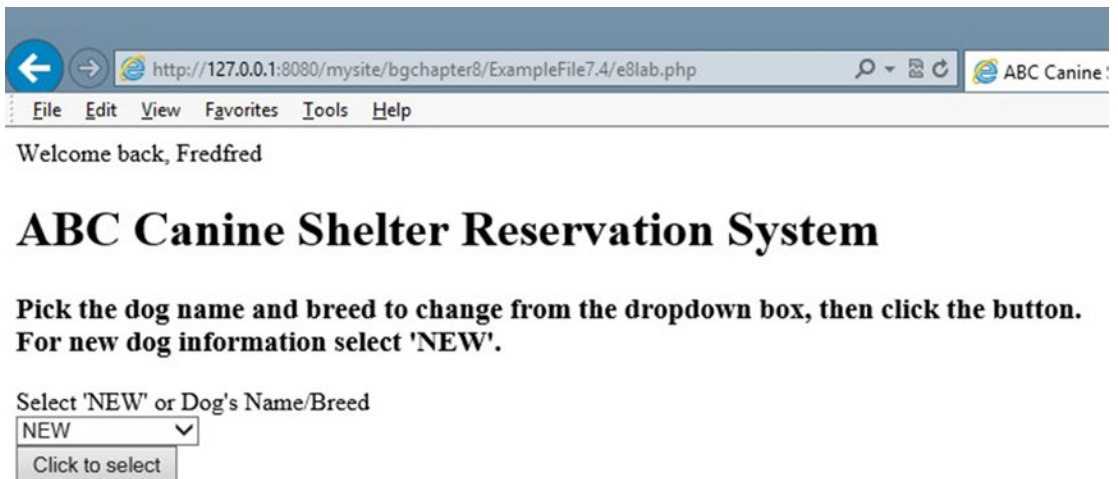 http://127.0.0.1:8080/mysite/bgchapter8/ExampleFile7.4/e8lab.php
ABC Canine
File Edit View Favorites Tools Help
Welcome back, Fredfred
ABC Canine Shelter Reservation System
Pick the dog name and breed to change from the dropdown box, then click the button.
For new dog information select 'NEW'.
Select 'NEW' or Dog's Name/Breed
NEW
Click to select